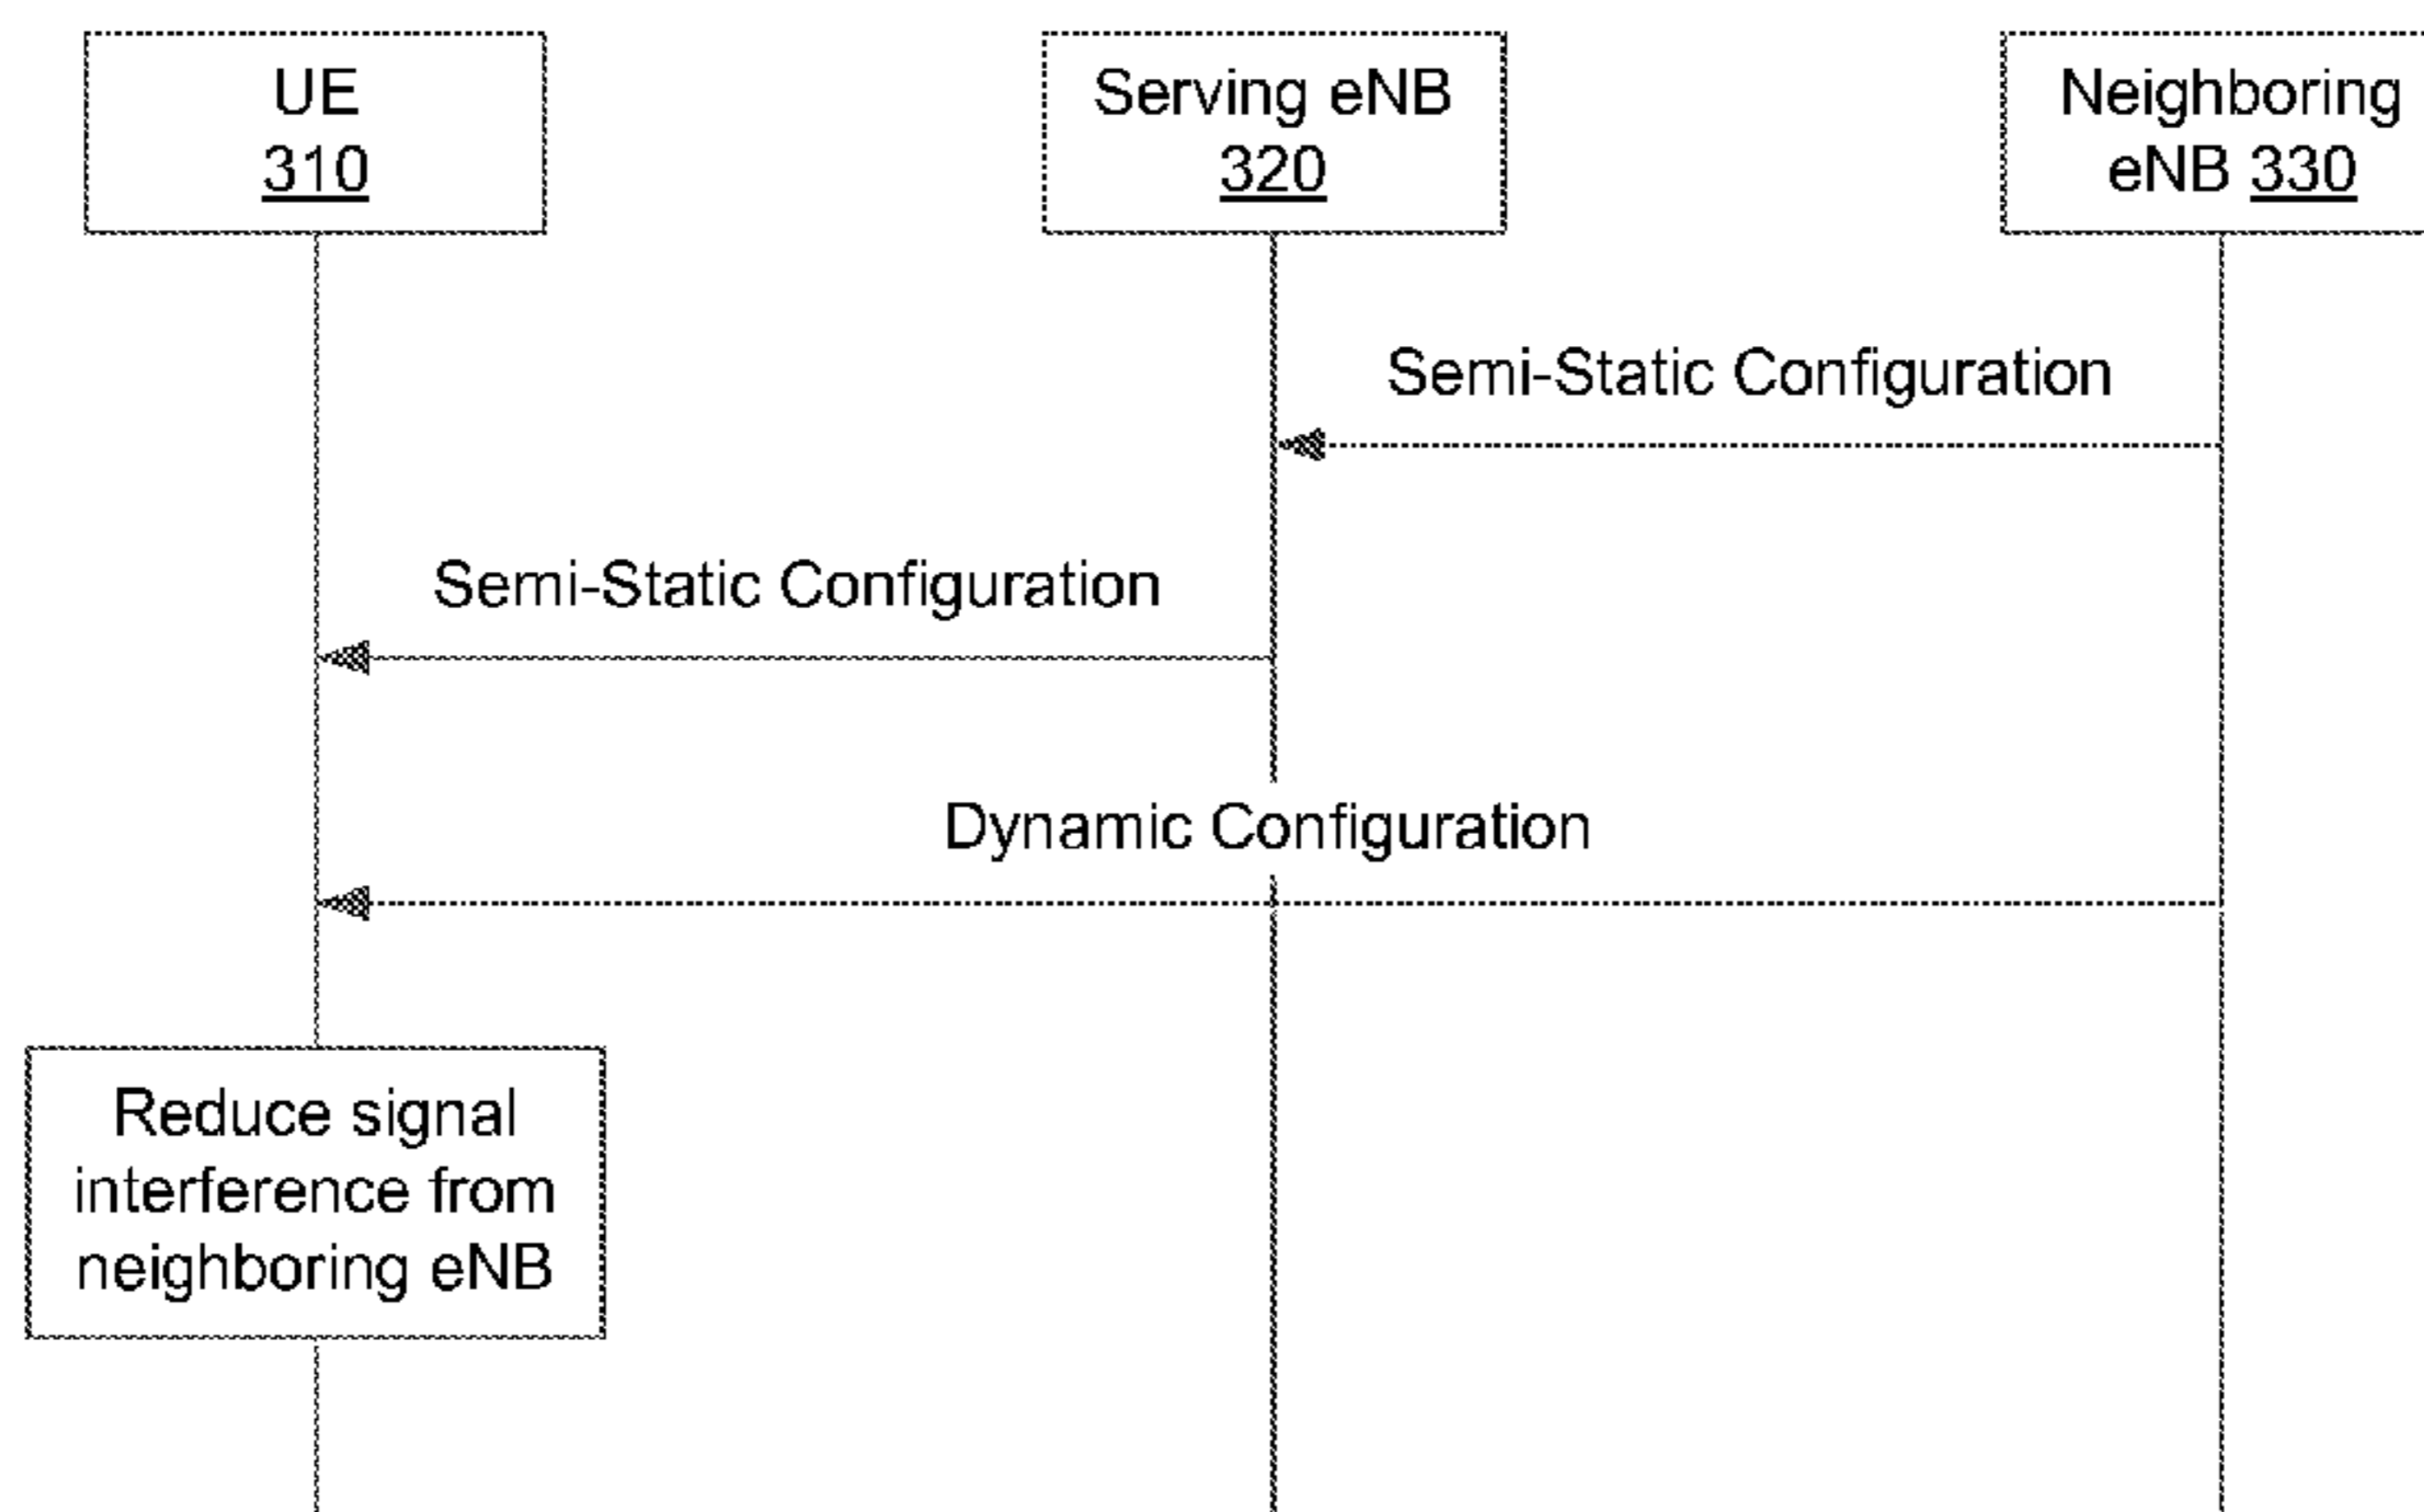 UE
310
Serving eNB
320
Neighboring
eNB 330
Semi-Static Configuration
Semi-Static Configuration
Dynamic Configuration
Reduce signal
interference from
neighboring eNB